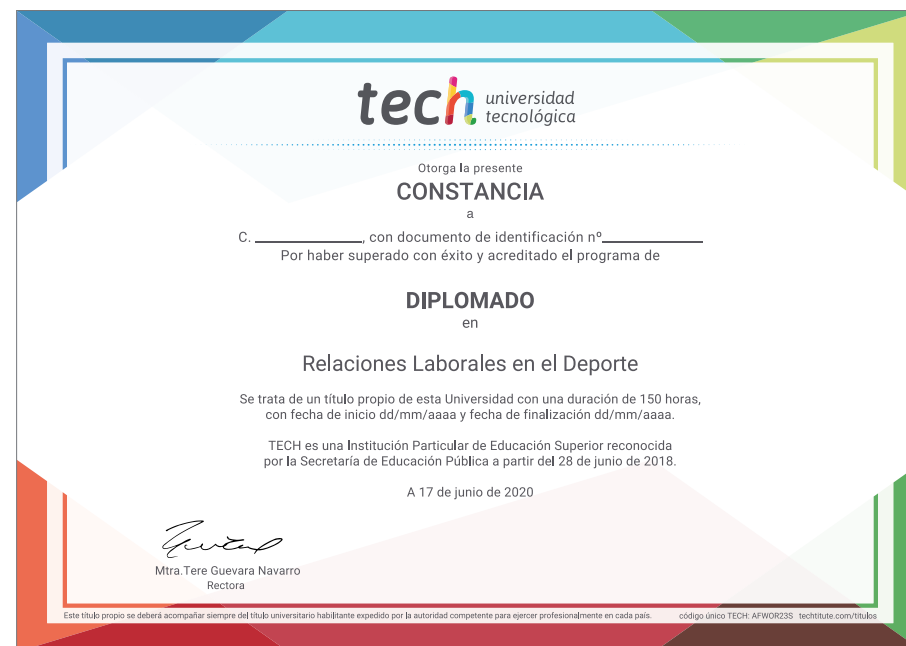 tech universidad
tecnológica
Otorga la presente
CONSTANCIA
a
C. ____________, con documento de identificación nº____________
Por haber superado con éxito y acreditado el programa de
DIPLOMADO
en
Relaciones Laborales en el Deporte
Se trata de un título propio de esta Universidad con una duración de 150 horas,
con fecha de inicio dd/mm/aaaa y fecha de finalización dd/mm/aaaa.
TECH es una Institución Particular de Educación Superior reconocida
por la Secretaría de Educación Pública a partir del 28 de junio de 2018.
A 17 de junio de 2020
Mtra.Tere Guevara Navarro
Rectora
Este título propio se deberá acompañar siempre del título universitario habilitante expedido por la autoridad competente para ejercer profesionalmente en cada país. código único TECH: AFWOR23S techtitute.com/titulos